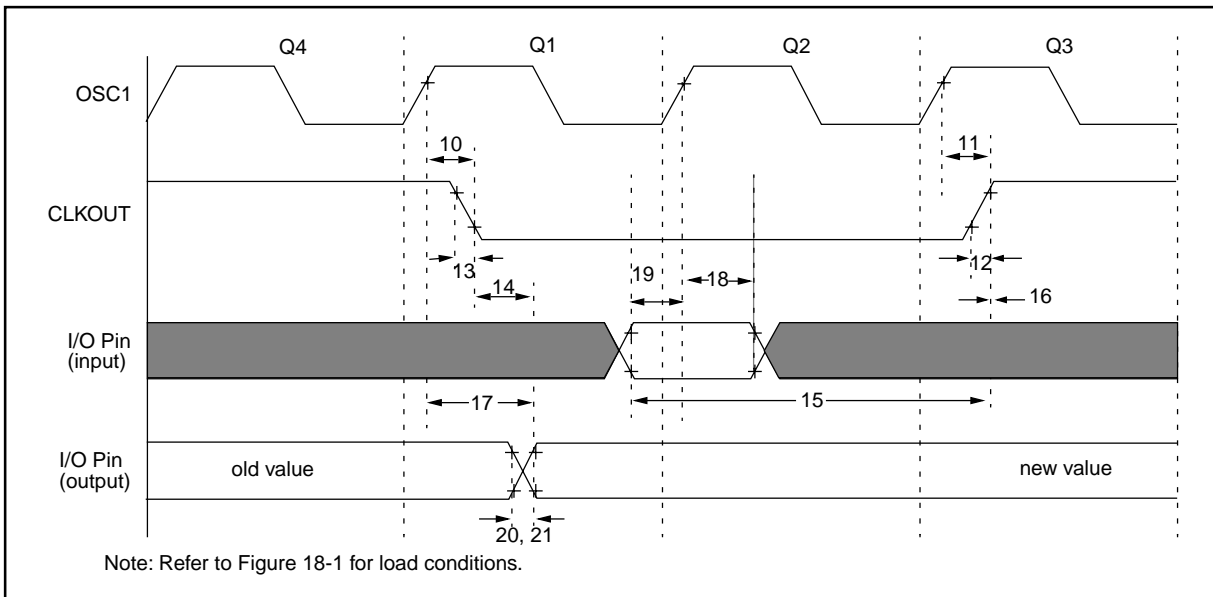 Q4 Q1 Q2 Q3
OSC1
10 11
CLKOUT
13 12
14 19 18 16
I/O Pin
(input)
17 15
I/O Pin
(output)
old value new value
20, 21
Note: Refer to Figure 18-1 for load conditions.